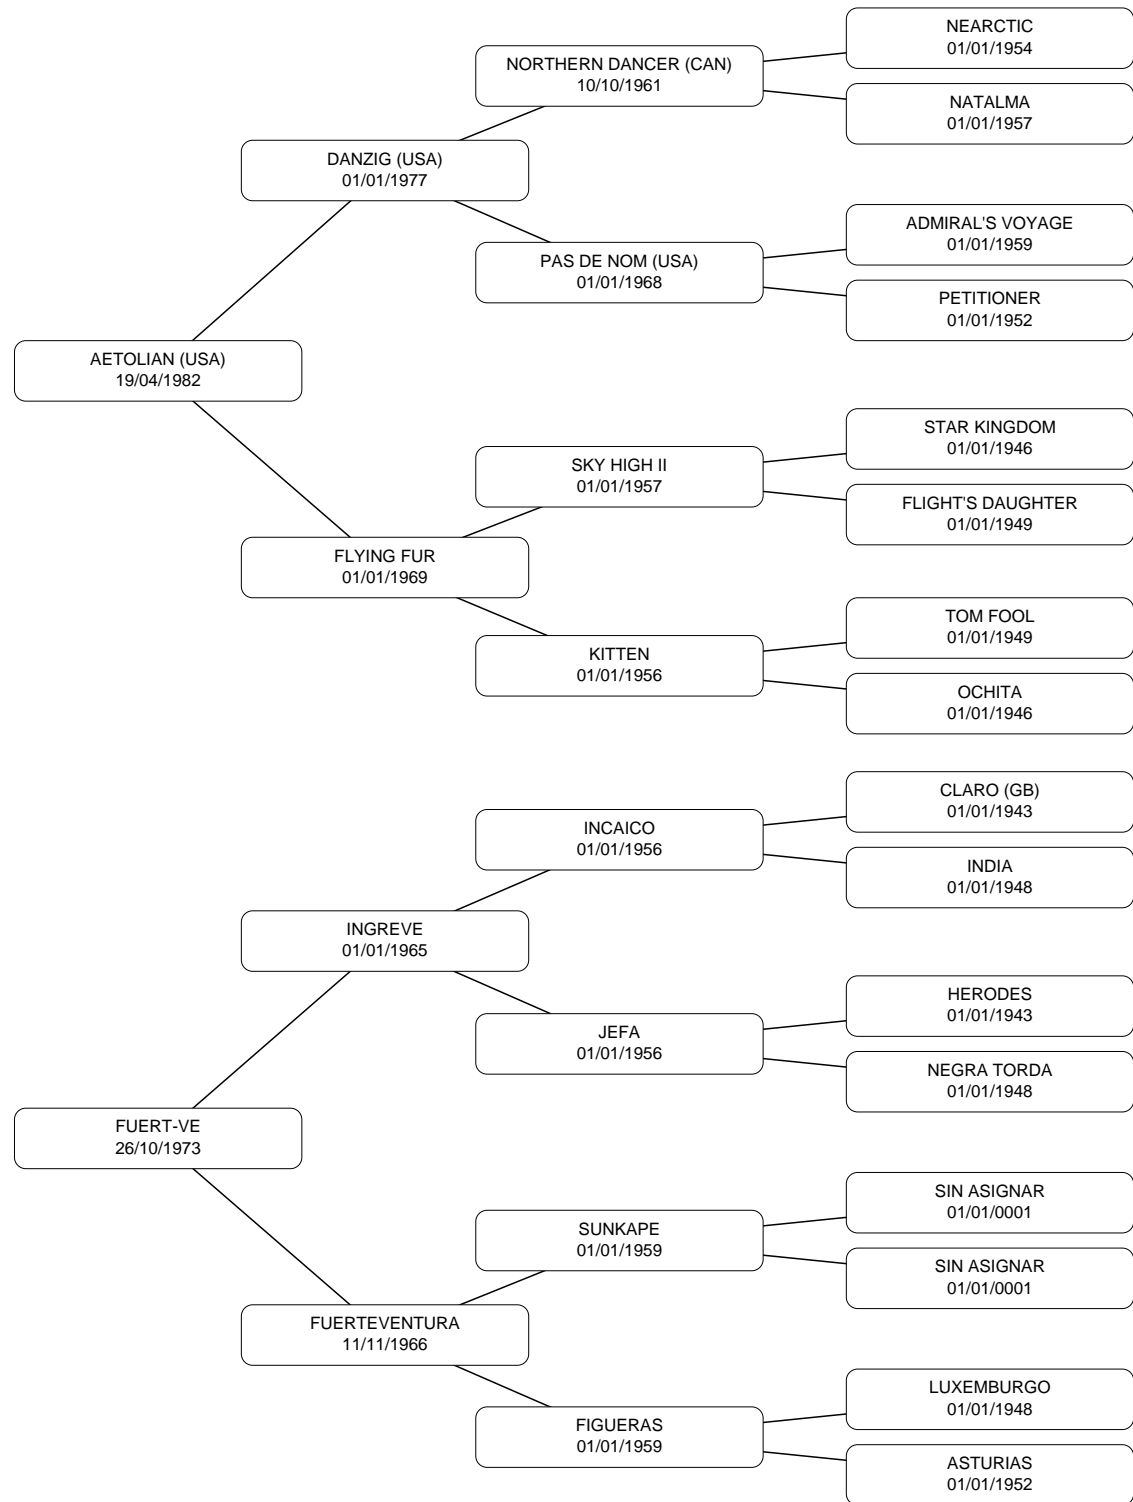 NEARCTIC
01/01/1954
NORTHERN DANCER (CAN)
10/10/1961
NATALMA
01/01/1957
DANZIG (USA)
01/01/1977
ADMIRAL'S VOYAGE
01/01/1959
PAS DE NOM (USA)
01/01/1968
PETITIONER
01/01/1952
AETOLIAN (USA)
19/04/1982
STAR KINGDOM
01/01/1946
SKY HIGH II
01/01/1957
FLIGHT'S DAUGHTER
01/01/1949
FLYING FUR
01/01/1969
TOM FOOL
01/01/1949
KITTEN
01/01/1956
OCHITA
01/01/1946
CLARO (GB)
01/01/1943
INCAICO
01/01/1956
INDIA
01/01/1948
INGREVE
01/01/1965
HERODES
01/01/1943
JEFA
01/01/1956
NEGRA TORDA
01/01/1948
FUERT-VE
26/10/1973
SIN ASIGNAR
01/01/0001
SUNKAPE
01/01/1959
SIN ASIGNAR
01/01/0001
FUERTEVENTURA
11/11/1966
LUXEMBURGO
01/01/1948
FIGUERAS
01/01/1959
ASTURIAS
01/01/1952